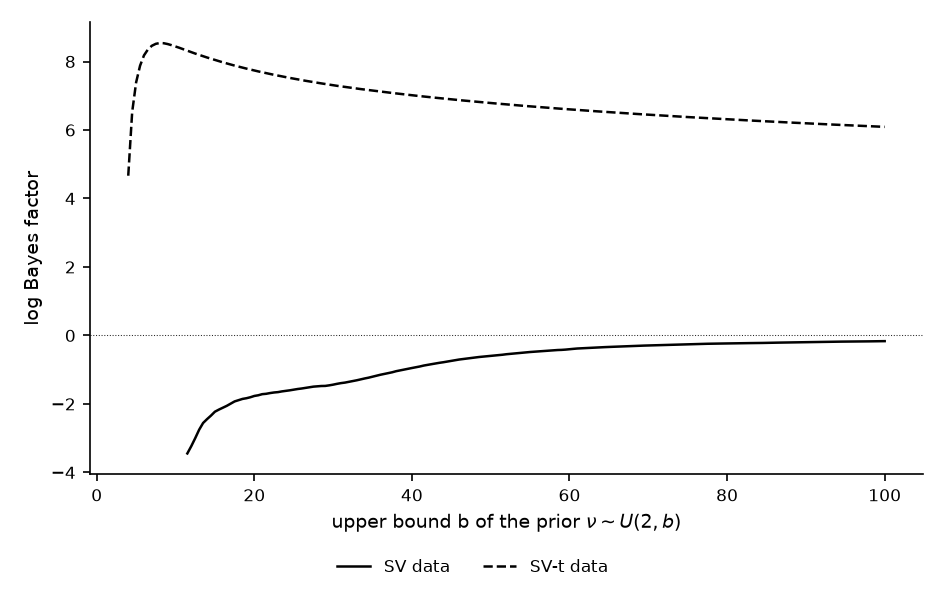 log Bayes factor
8
6
4
2
0
−2
−4
0 20 40 60 80 100
upper bound b of the prior ν ~ U(2, b)
SV data SV-t data